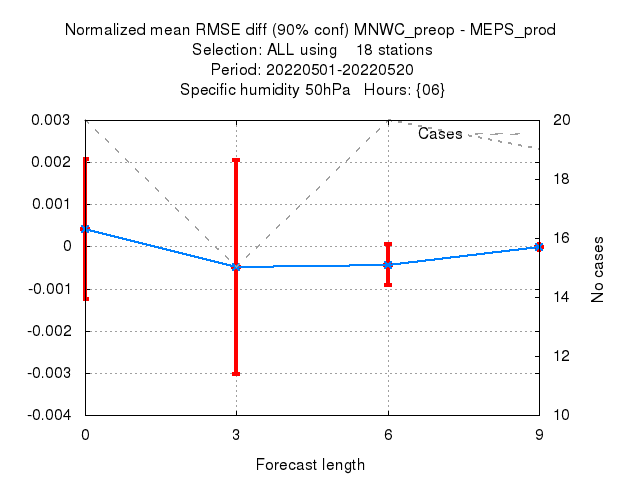 Normalized mean RMSE diff (90% conf) MNWC_preop - MEPS_prod
Selection: ALL using    18 stations
Period: 20220501-20220520
Specific humidity 50hPa   Hours: {06}
Cases
0.003
0.002
0.001
0
-0.001
-0.002
-0.003
-0.004
20
18
16
14
12
10
No cases
0 3 6 9
Forecast length